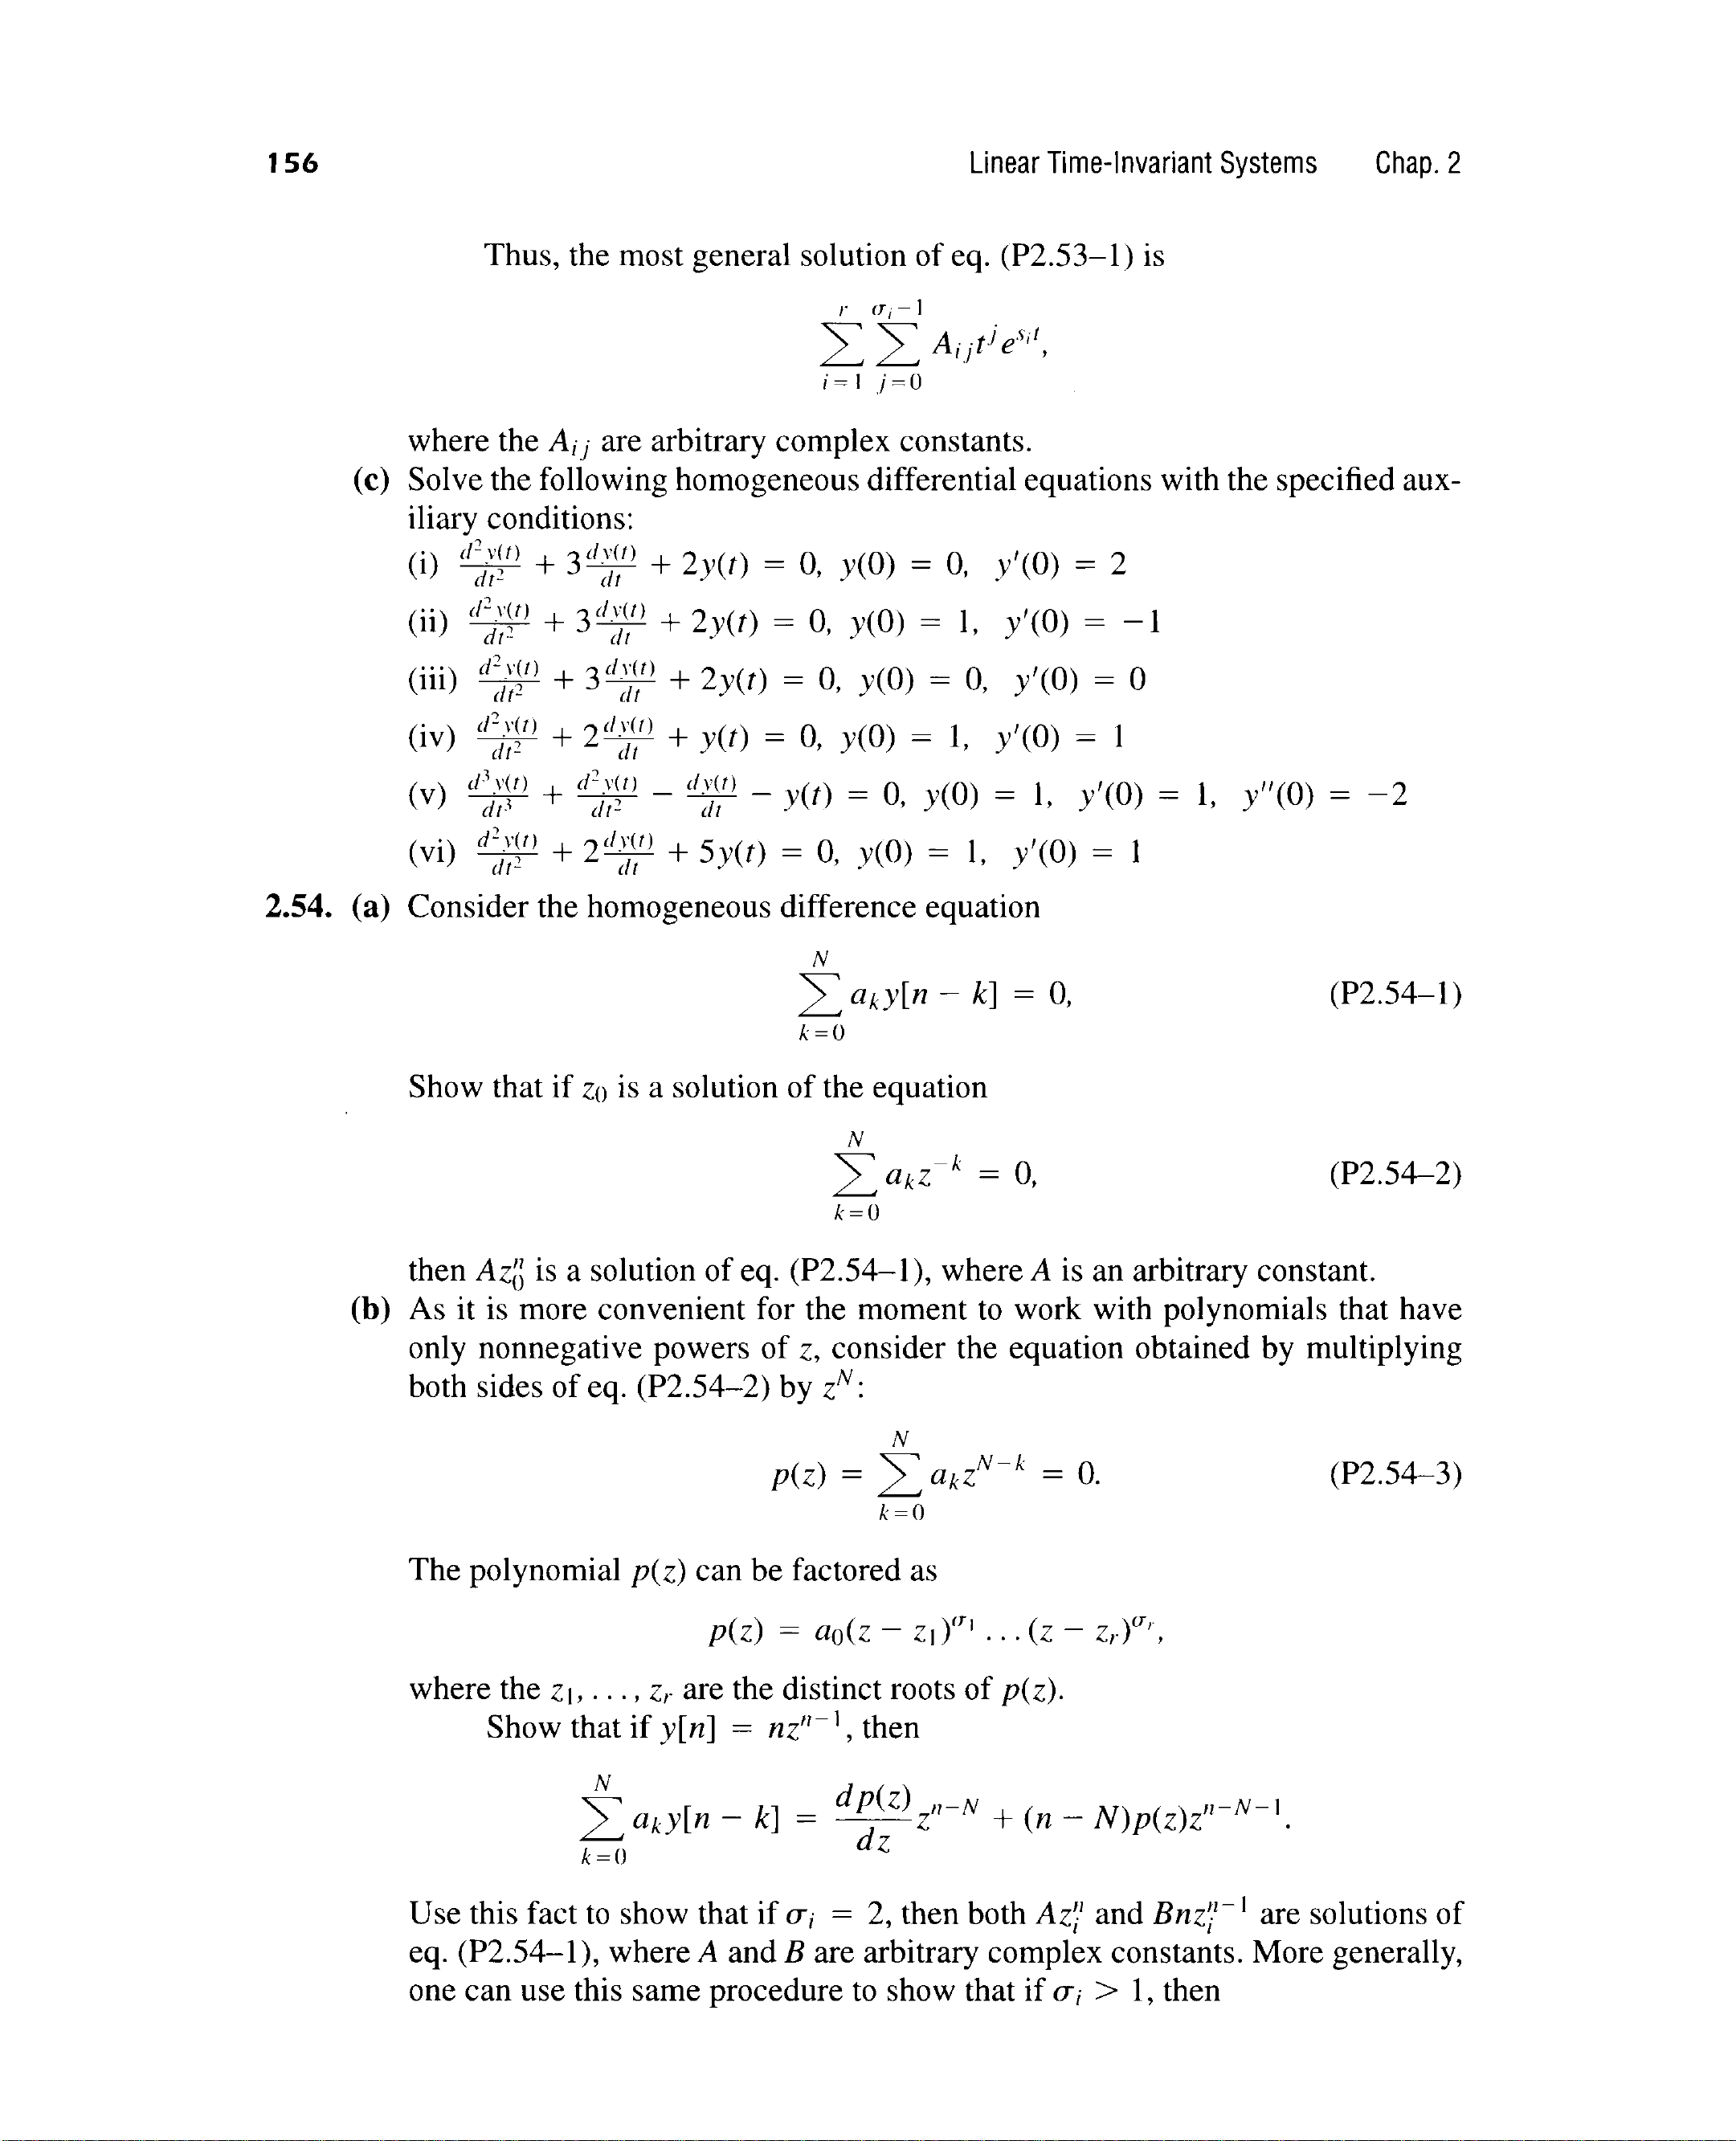 156 Linear Time-Invariant Systems Chap. 2
Thus, the most general solution of eq. (P2.53–1) is
\sum_{i=1}^{r} \sum_{j=0}^{\sigma_i-1} A_{ij} t^j e^{s_i t},
where the A_{ij} are arbitrary complex constants.
(c) Solve the following homogeneous differential equations with the specified aux-
iliary conditions:
(i) \frac{d^2y(t)}{dt^2} + 3\frac{dy(t)}{dt} + 2y(t) = 0, y(0) = 0, y'(0) = 2
(ii) \frac{d^2y(t)}{dt^2} + 3\frac{dy(t)}{dt} + 2y(t) = 0, y(0) = 1, y'(0) = −1
(iii) \frac{d^2y(t)}{dt^2} + 3\frac{dy(t)}{dt} + 2y(t) = 0, y(0) = 0, y'(0) = 0
(iv) \frac{d^2y(t)}{dt^2} + 2\frac{dy(t)}{dt} + y(t) = 0, y(0) = 1, y'(0) = 1
(v) \frac{d^3y(t)}{dt^3} + \frac{d^2y(t)}{dt^2} − \frac{dy(t)}{dt} − y(t) = 0, y(0) = 1, y'(0) = 1, y''(0) = −2
(vi) \frac{d^2y(t)}{dt^2} + 2\frac{dy(t)}{dt} + 5y(t) = 0, y(0) = 1, y'(0) = 1
2.54. (a) Consider the homogeneous difference equation
\sum_{k=0}^{N} a_k y[n − k] = 0, (P2.54–1)
Show that if z_0 is a solution of the equation
\sum_{k=0}^{N} a_k z^{-k} = 0, (P2.54–2)
then Az_0^n is a solution of eq. (P2.54–1), where A is an arbitrary constant.
(b) As it is more convenient for the moment to work with polynomials that have
only nonnegative powers of z, consider the equation obtained by multiplying
both sides of eq. (P2.54–2) by z^N:
p(z) = \sum_{k=0}^{N} a_k z^{N−k} = 0. (P2.54–3)
The polynomial p(z) can be factored as
p(z) = a_0(z − z_1)^{\sigma_1} ... (z − z_r)^{\sigma_r},
where the z_1, . . . , z_r are the distinct roots of p(z).
Show that if y[n] = nz^{n−1}, then
\sum_{k=0}^{N} a_k y[n − k] = \frac{dp(z)}{dz} z^{n−N} + (n − N)p(z)z^{n−N−1}.
Use this fact to show that if \sigma_i = 2, then both Az_i^n and Bnz_i^{n−1} are solutions of
eq. (P2.54–1), where A and B are arbitrary complex constants. More generally,
one can use this same procedure to show that if \sigma_i > 1, then